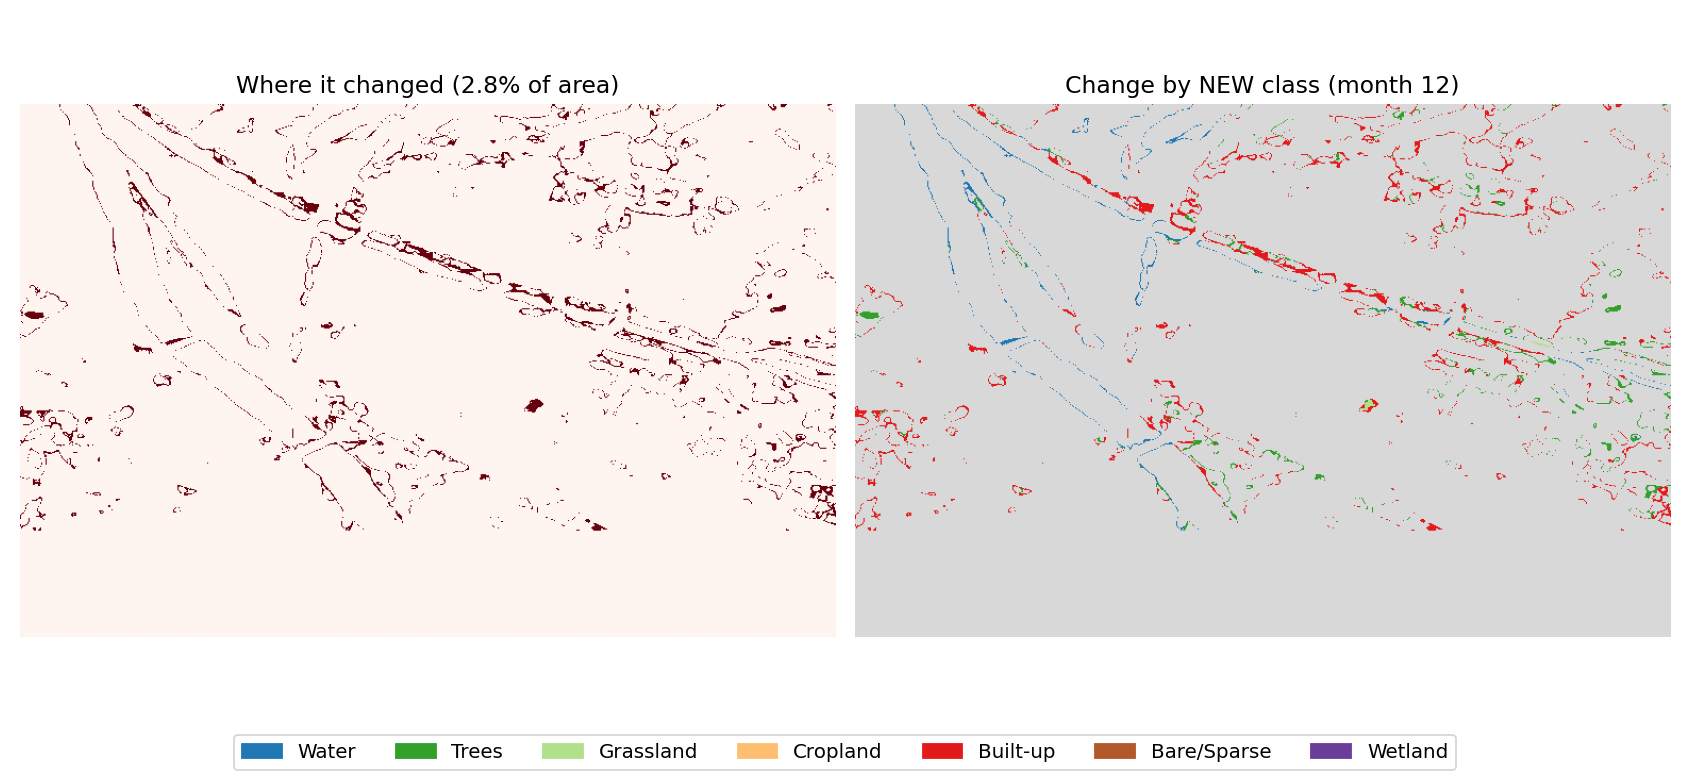 Where it changed (2.8% of area)
Change by NEW class (month 12)
Water
Trees
Grassland
Cropland
Built-up
Bare/Sparse
Wetland